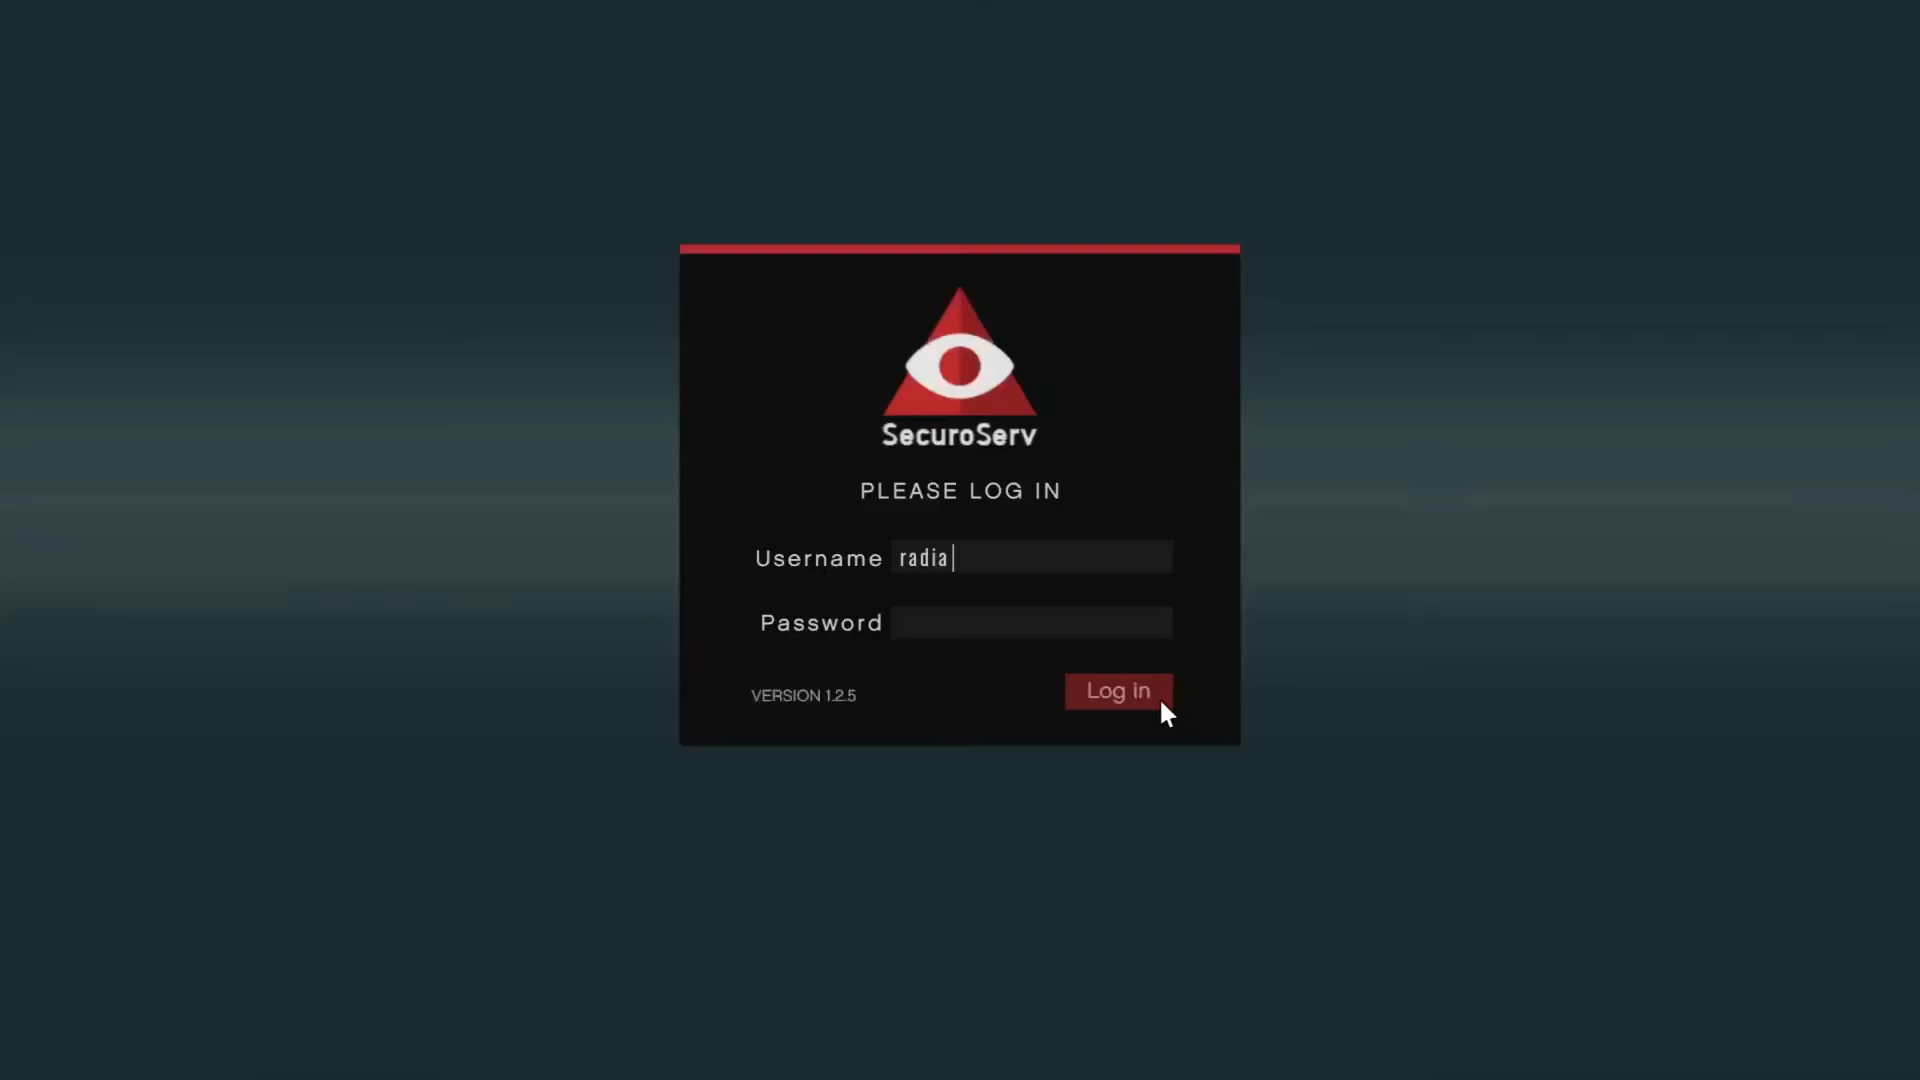 SecuroServ
PLEASE LOG IN
Username radia
Password
VERSION 1.2.5
Log in